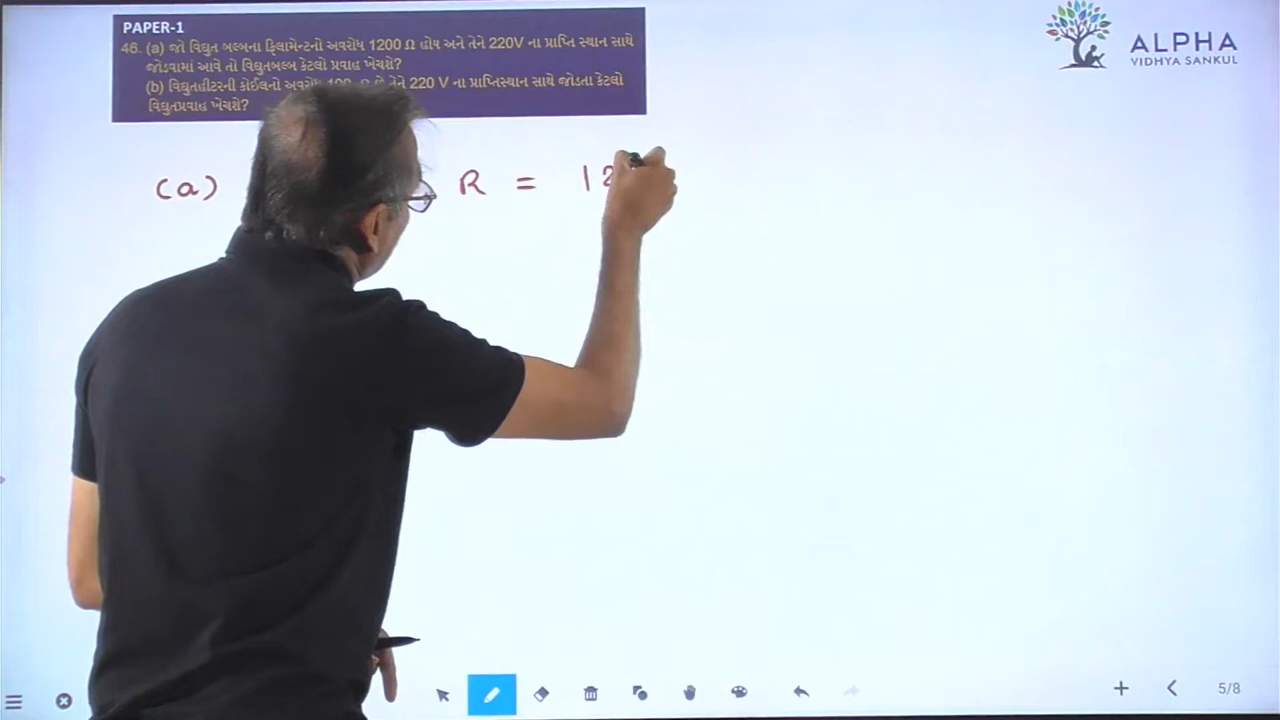 PAPER-1
46. (a) જો વિદ્યુત બલ્બના ફિલામેન્ટનો અવરોધ 1200 Ω હોય અને તેને 220V ના પ્રાપ્તિ સ્થાન સાથે
જોડવામાં આવે તો વિદ્યુતબલ્બ કેટલો પ્રવાહ ખેંચશે?
(b) વિદ્યુતહીટરની કોઈલનો તેને 220 V ના પ્રાપ્તિસ્થાન સાથે જોડતા કેટલો
વિદ્યુતપ્રવાહ ખેંચશે?
ALPHA
VIDHYA SANKUL
(a) R = 12
5/8